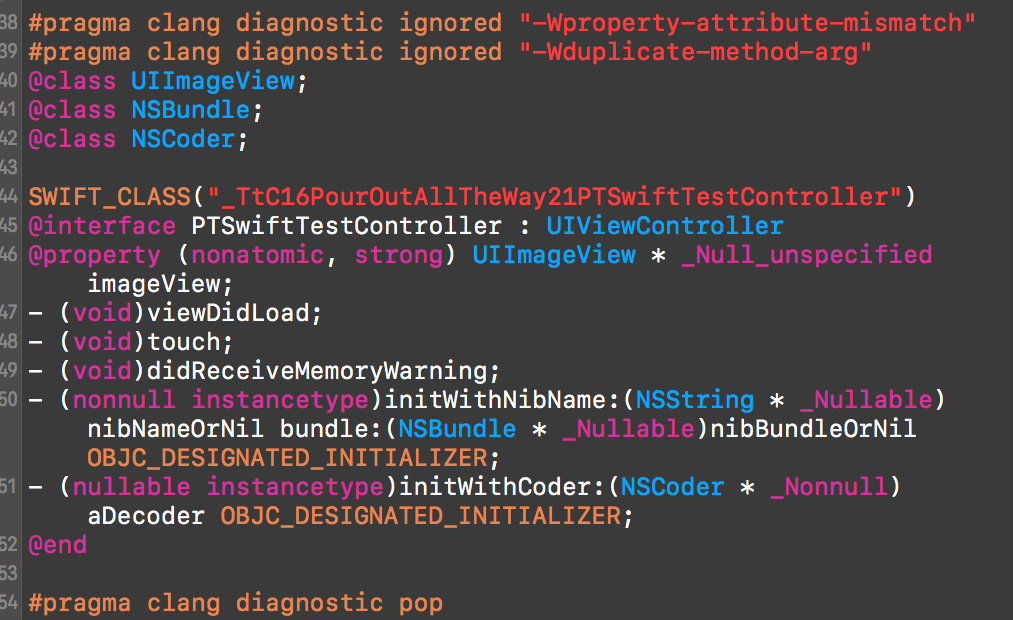 38 #pragma clang diagnostic ignored "-Wproperty-attribute-mismatch"
39 #pragma clang diagnostic ignored "-Wduplicate-method-arg"
40 @class UIImageView;
41 @class NSBundle;
42 @class NSCoder;
43
44 SWIFT_CLASS("_TtC16PourOutAllTheWay21PTSwiftTestController")
45 @interface PTSwiftTestController : UIViewController
46 @property (nonatomic, strong) UIImageView * _Null_unspecified
imageView;
47 - (void)viewDidLoad;
48 - (void)touch;
49 - (void)didReceiveMemoryWarning;
50 - (nonnull instancetype)initWithNibName:(NSString * _Nullable)
nibNameOrNil bundle:(NSBundle * _Nullable)nibBundleOrNil
OBJC_DESIGNATED_INITIALIZER;
51 - (nullable instancetype)initWithCoder:(NSCoder * _Nonnull)
aDecoder OBJC_DESIGNATED_INITIALIZER;
52 @end
53
54 #pragma clang diagnostic pop